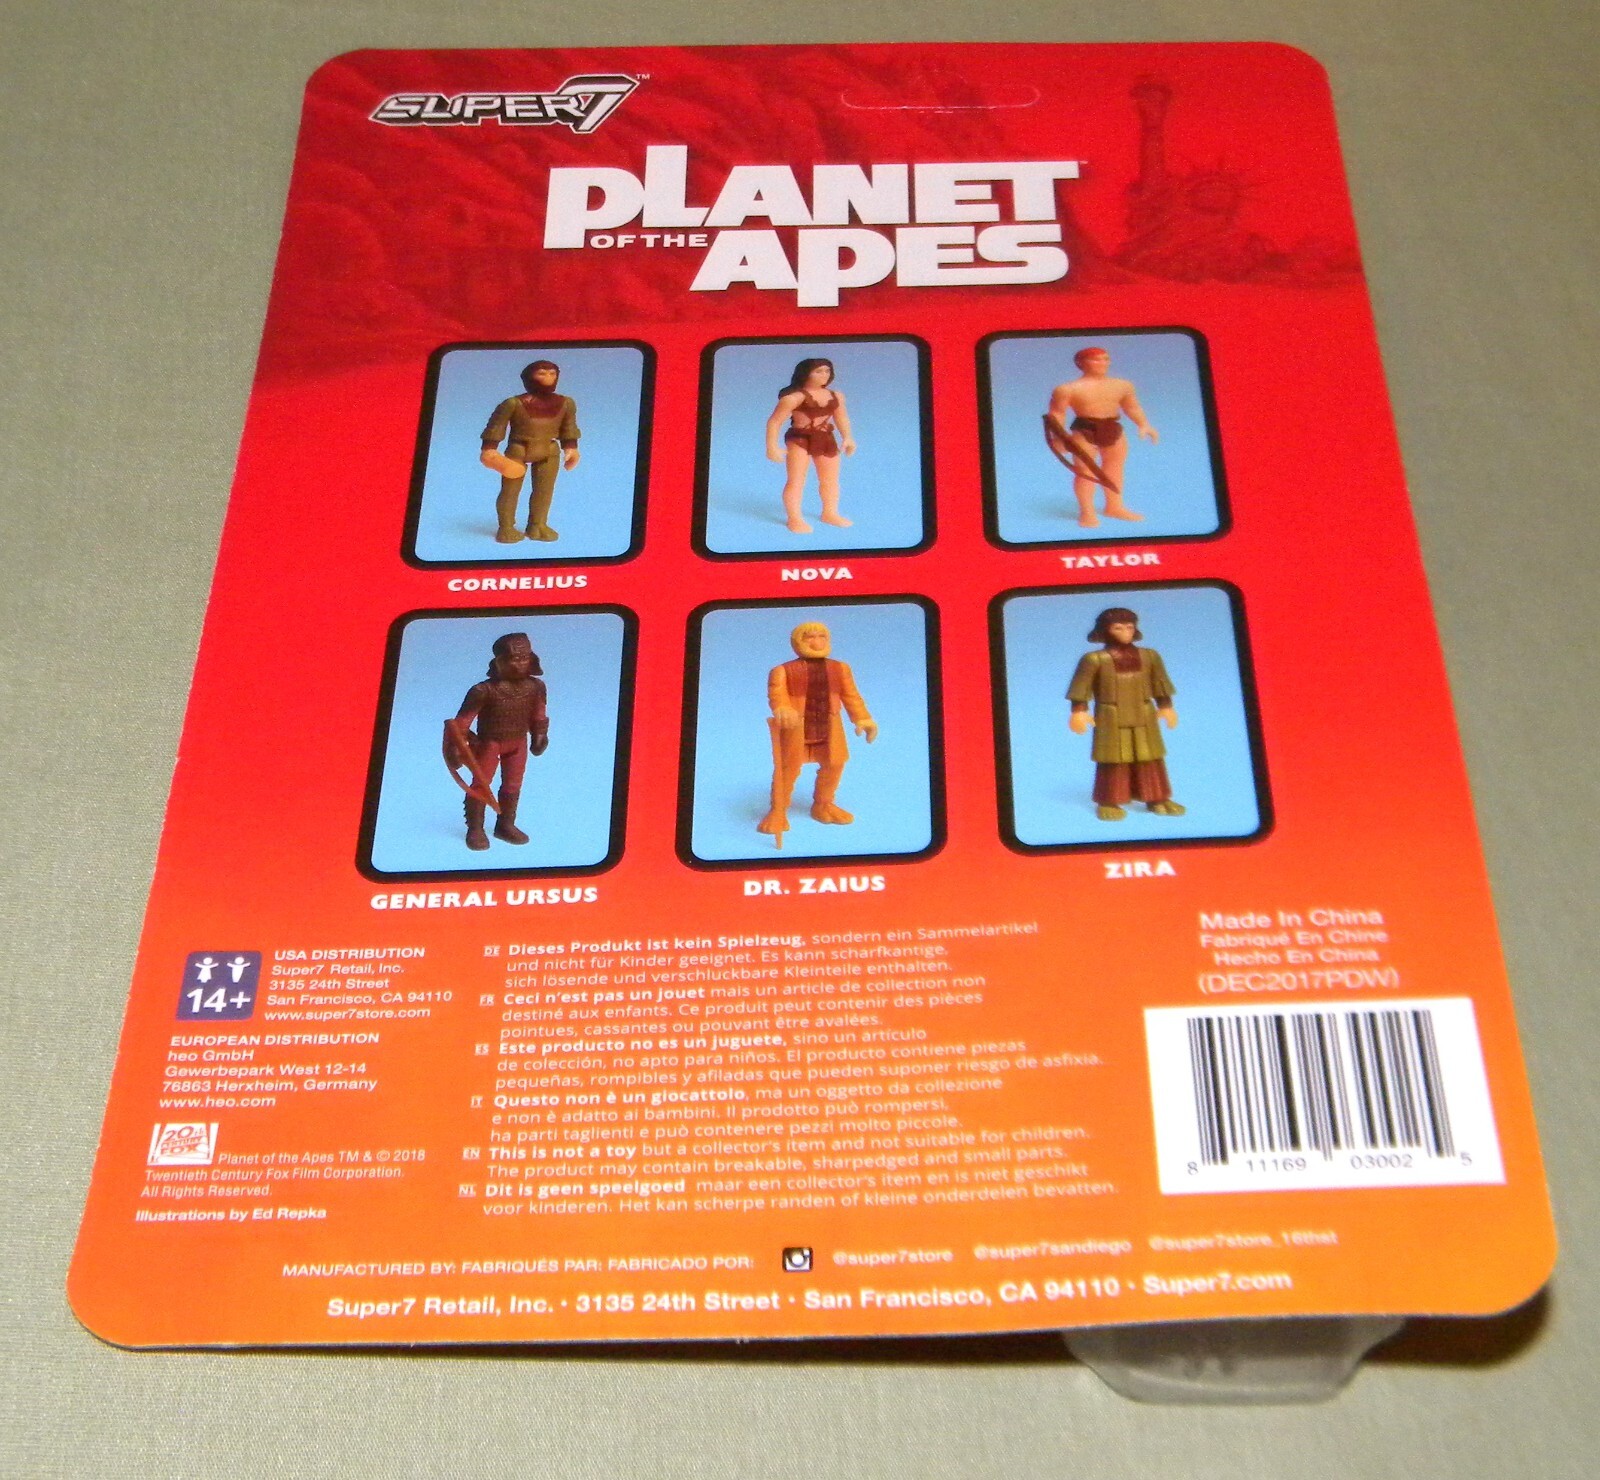 SUPER7™
PLANET
OF THE
APES
CORNELIUS
NOVA
TAYLOR
GENERAL URSUS
DR. ZAIUS
ZIRA
14+
USA DISTRIBUTION
Super7 Retail, Inc.
3135 24th Street
San Francisco, CA 94110
www.super7store.com
EUROPEAN DISTRIBUTION
heo GmbH
Gewerbepark West 12-14
76863 Herxheim, Germany
www.heo.com
20th
CENTURY
FOX
Planet of the Apes TM & © 2018
Twentieth Century Fox Film Corporation.
All Rights Reserved.
Illustrations by Ed Repka
DE Dieses Produkt ist kein Spielzeug, sondern ein Sammelartikel
und nicht für Kinder geeignet. Es kann scharfkantige,
sich lösende und verschluckbare Kleinteile enthalten.
FR Ceci n'est pas un jouet mais un article de collection non
destiné aux enfants. Ce produit peut contenir des pièces
pointues, cassantes ou pouvant être avalées.
ES Este producto no es un juguete, sino un artículo
de colección, no apto para niños. El producto contiene piezas
pequeñas, rompibles y afiladas que pueden suponer riesgo de asfixia.
IT Questo non è un giocattolo, ma un oggetto da collezione
e non è adatto ai bambini. Il prodotto può rompersi,
ha parti taglienti e può contenere pezzi molto piccole.
EN This is not a toy but a collector's item and not suitable for children.
The product may contain breakable, sharpedged and small parts.
NL Dit is geen speelgoed maar een collector's item en is niet geschikt
voor kinderen. Het kan scherpe randen of kleine onderdelen bevatten.
Made In China
Fabriqué En Chine
Hecho En China
(DEC2017PDW)
8 11169 03002 5
MANUFACTURED BY: FABRIQUÉS PAR: FABRICADO POR:
@super7store @super7sandiego @super7store_16thst
Super7 Retail, Inc. · 3135 24th Street · San Francisco, CA 94110 · Super7.com